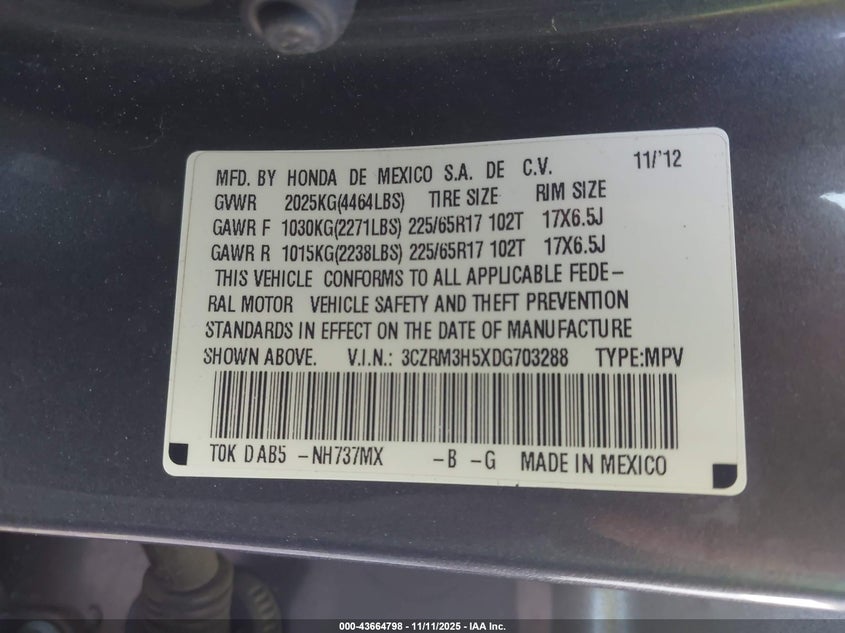 MFD. BY HONDA DE MEXICO S.A. DE C.V. 11/'12
GVWR 2025KG(4464LBS) TIRE SIZE RIM SIZE
GAWR F 1030KG(2271LBS) 225/65R17 102T 17X6.5J
GAWR R 1015KG(2238LBS) 225/65R17 102T 17X6.5J
THIS VEHICLE CONFORMS TO ALL APPLICABLE FEDE-
RAL MOTOR VEHICLE SAFETY AND THEFT PREVENTION
STANDARDS IN EFFECT ON THE DATE OF MANUFACTURE
SHOWN ABOVE. V.I.N.: 3CZRM3H5XDG703288 TYPE:MPV
T0K D AB5 -NH737MX -B -G MADE IN MEXICO
000-43664798 - 11/11/2025 - IAA Inc.